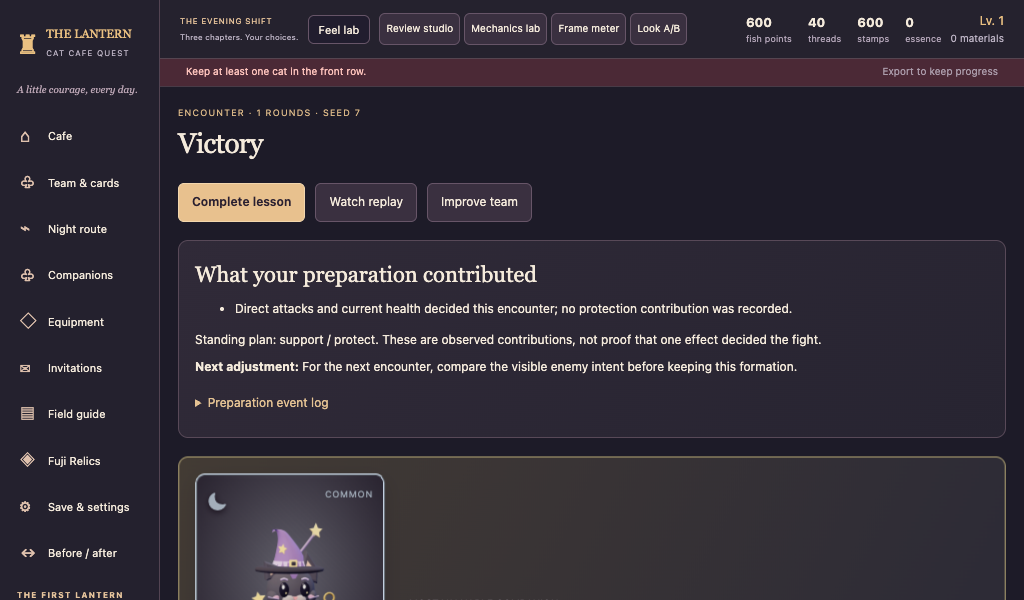 THE LANTERN
CAT CAFE QUEST
A little courage, every day.
Cafe
Team & cards
Night route
Companions
Equipment
Invitations
Field guide
Fuji Relics
Save & settings
Before / after
THE FIRST LANTERN
THE EVENING SHIFT
Three chapters. Your choices.
Feel lab
Review studio
Mechanics lab
Frame meter
Look A/B
600
fish points
40
threads
600
stamps
0
essence
Lv. 1
0 materials
Keep at least one cat in the front row.
Export to keep progress
ENCOUNTER · 1 ROUNDS · SEED 7
Victory
Complete lesson
Watch replay
Improve team
What your preparation contributed
• Direct attacks and current health decided this encounter; no protection contribution was recorded.
Standing plan: support / protect. These are observed contributions, not proof that one effect decided the fight.
Next adjustment: For the next encounter, compare the visible enemy intent before keeping this formation.
Preparation event log
COMMON